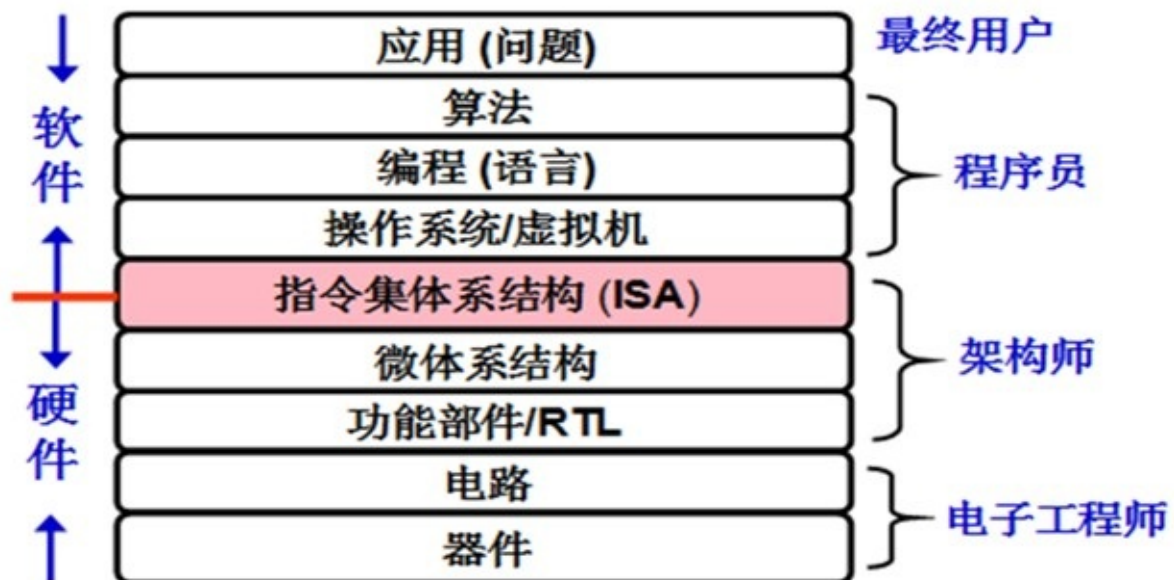 应用 (问题)
最终用户
算法
编程 (语言)
操作系统/虚拟机
程序员
软件
指令集体系结构 (ISA)
微体系结构
功能部件/RTL
架构师
硬件
电路
器件
电子工程师